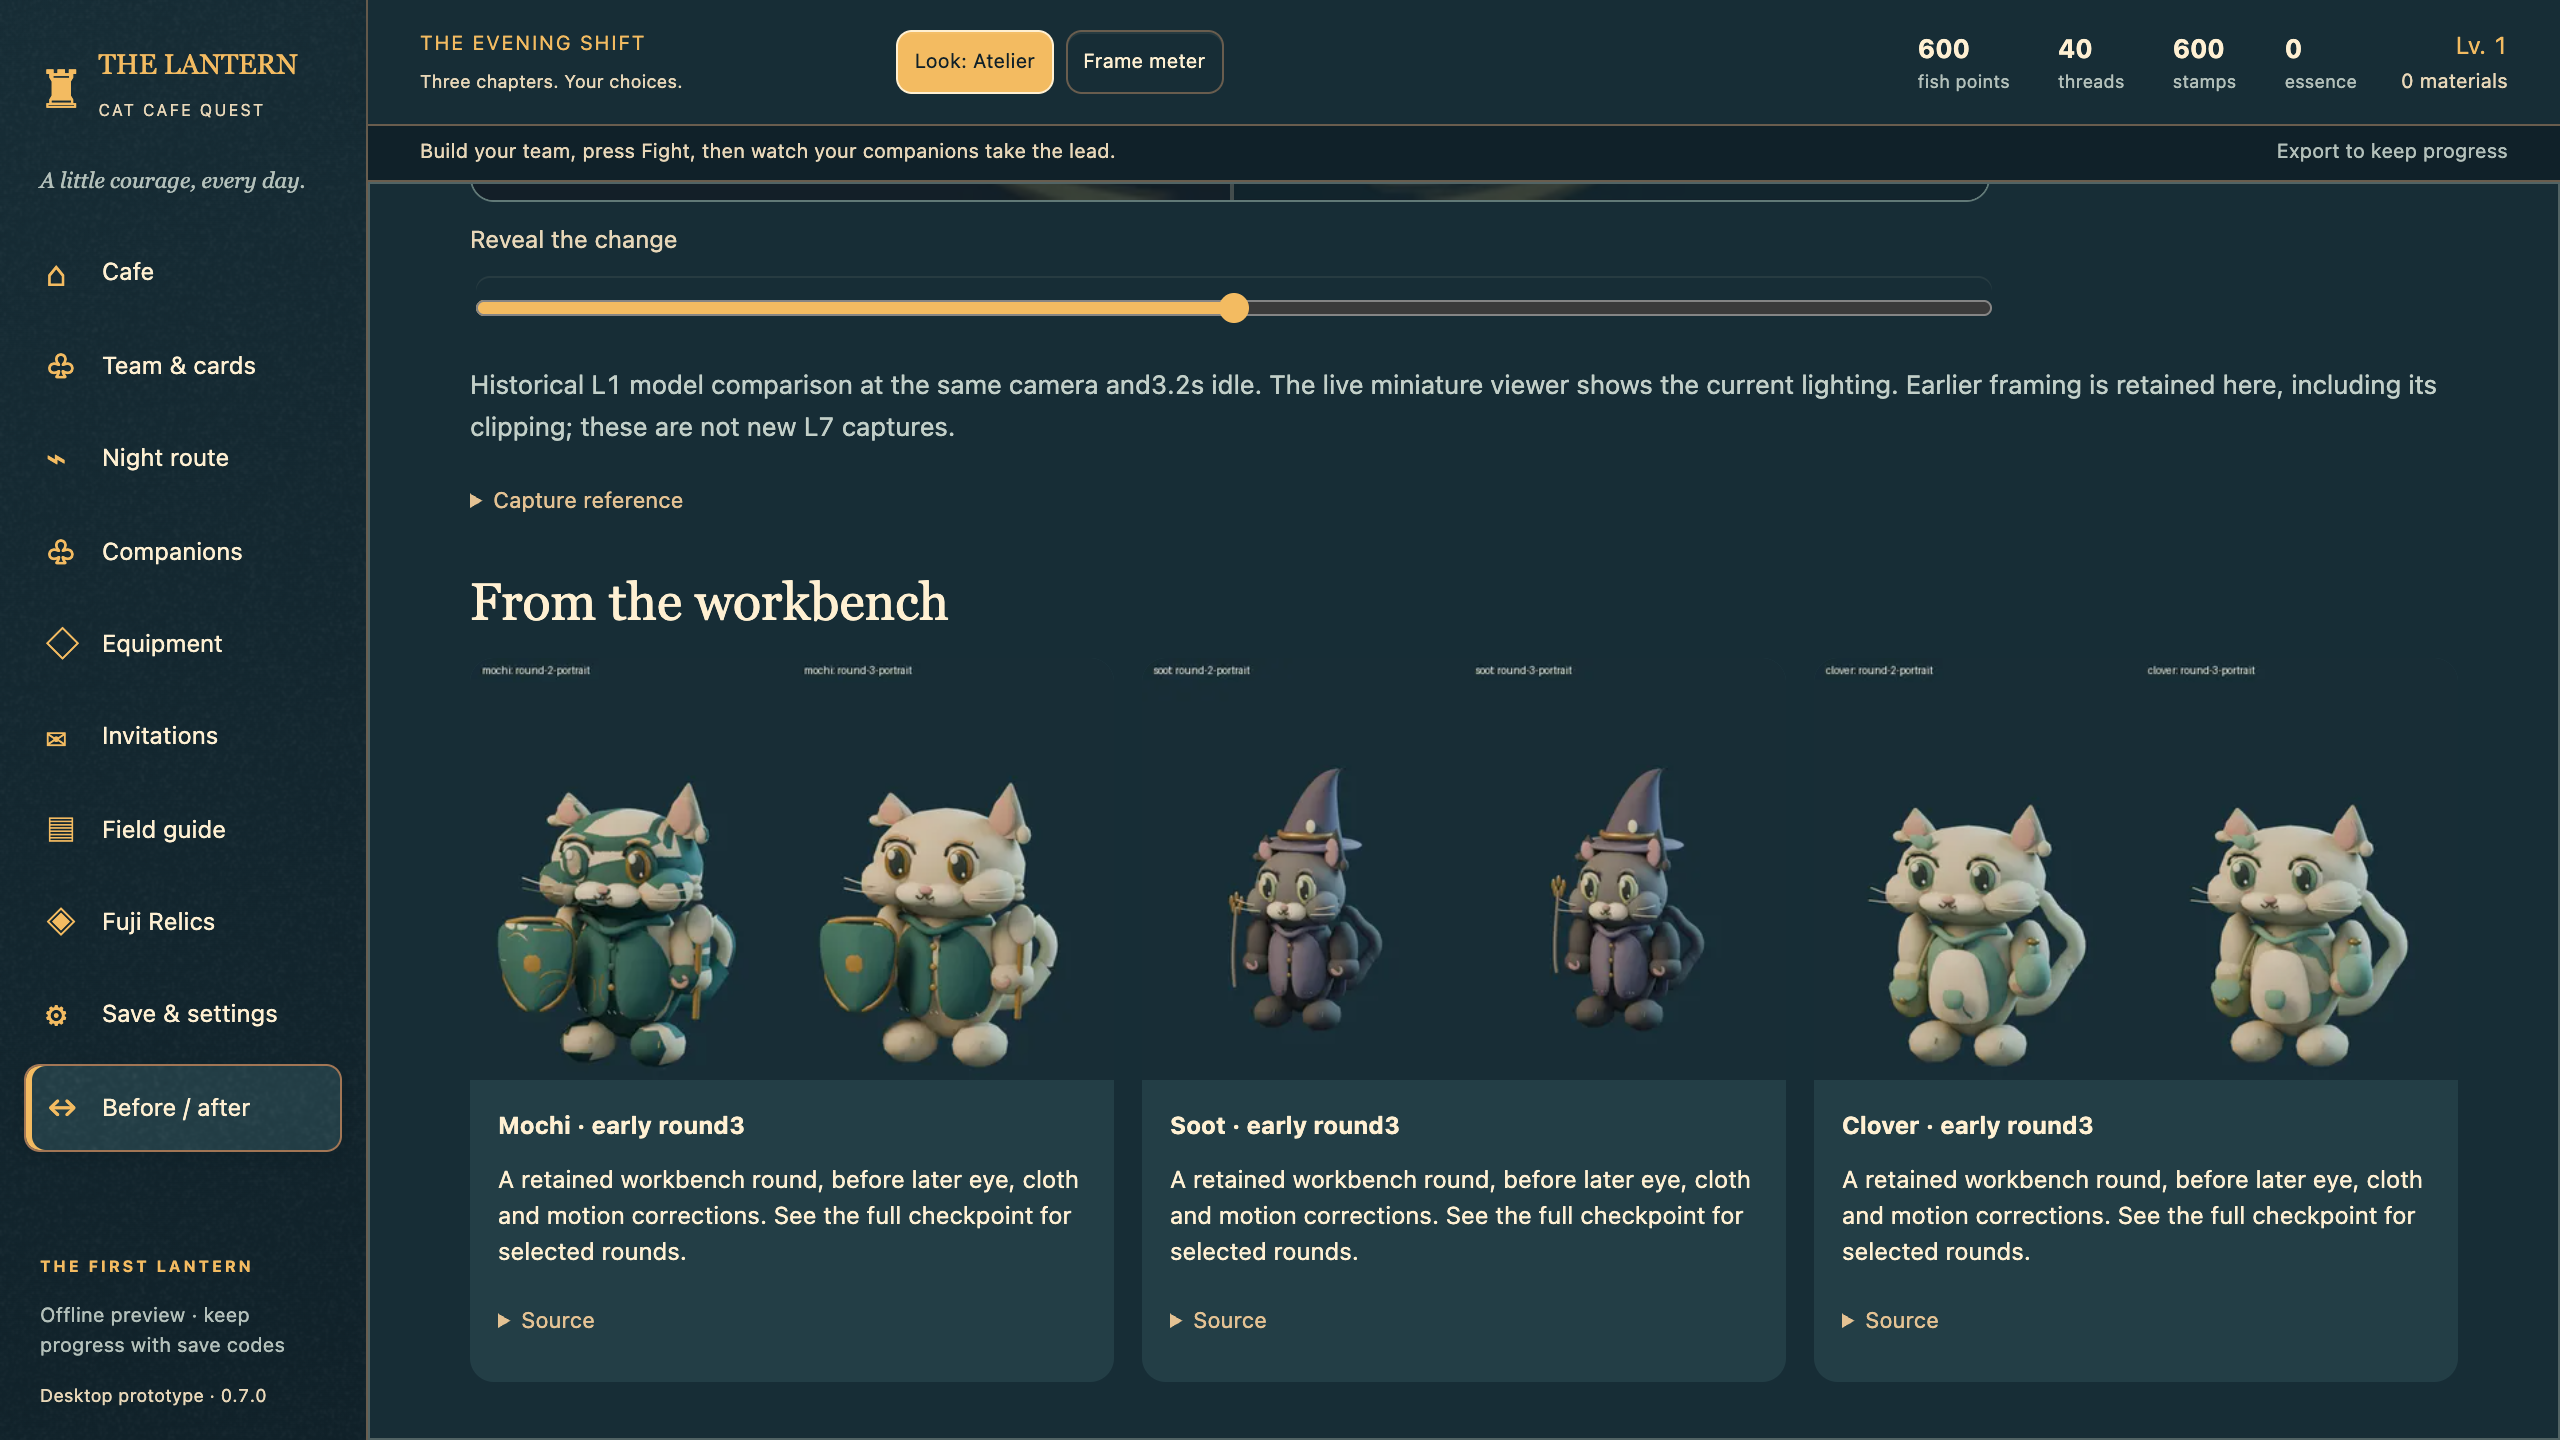 THE LANTERN
CAT CAFE QUEST
A little courage, every day.
Cafe
Team & cards
Night route
Companions
Equipment
Invitations
Field guide
Fuji Relics
Save & settings
Before / after
THE FIRST LANTERN
Offline preview · keep
progress with save codes
Desktop prototype · 0.7.0
THE EVENING SHIFT
Three chapters. Your choices.
Look: Atelier
Frame meter
600
fish points
40
threads
600
stamps
0
essence
Lv. 1
0 materials
Build your team, press Fight, then watch your companions take the lead.
Export to keep progress
Reveal the change
Historical L1 model comparison at the same camera and3.2s idle. The live miniature viewer shows the current lighting. Earlier framing is retained here, including its
clipping; these are not new L7 captures.
Capture reference
From the workbench
mochi: round-2-portrait
mochi: round-3-portrait
soot: round-2-portrait
soot: round-3-portrait
clover: round-2-portrait
clover: round-3-portrait
Mochi · early round3
A retained workbench round, before later eye, cloth
and motion corrections. See the full checkpoint for
selected rounds.
Source
Soot · early round3
A retained workbench round, before later eye, cloth
and motion corrections. See the full checkpoint for
selected rounds.
Source
Clover · early round3
A retained workbench round, before later eye, cloth
and motion corrections. See the full checkpoint for
selected rounds.
Source